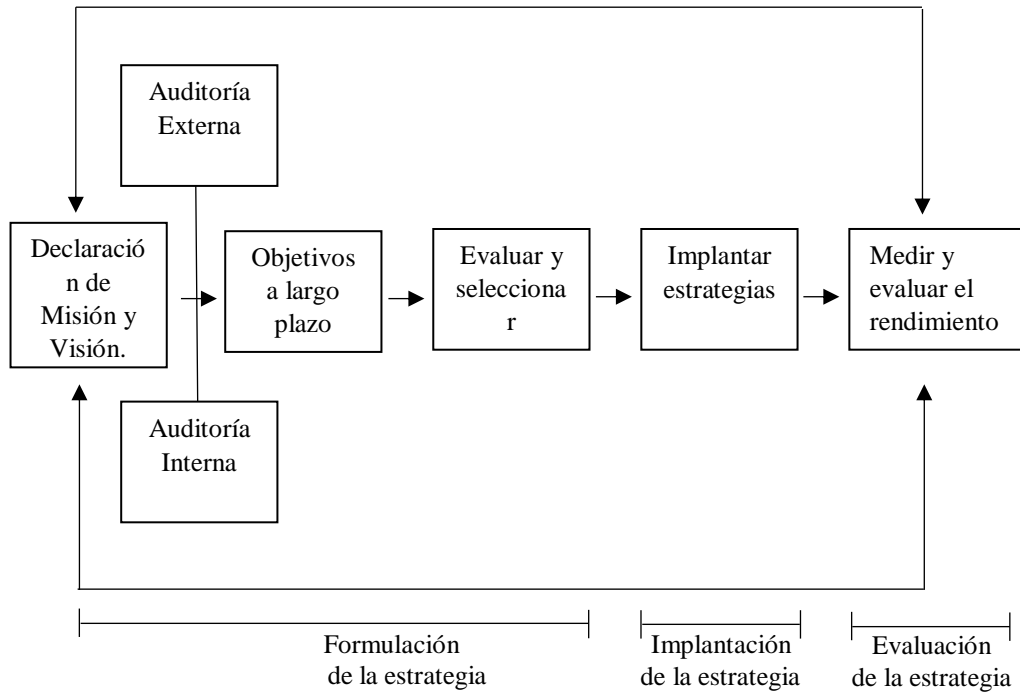 Auditoría
Externa
Declaració
n de
Misión y
Visión.
Objetivos
a largo
plazo
Evaluar y
selecciona
r
Implantar
estrategias
Medir y
evaluar el
rendimiento
Auditoría
Interna
Formulación
de la estrategia
Implantación
de la estrategia
Evaluación
de la estrategia